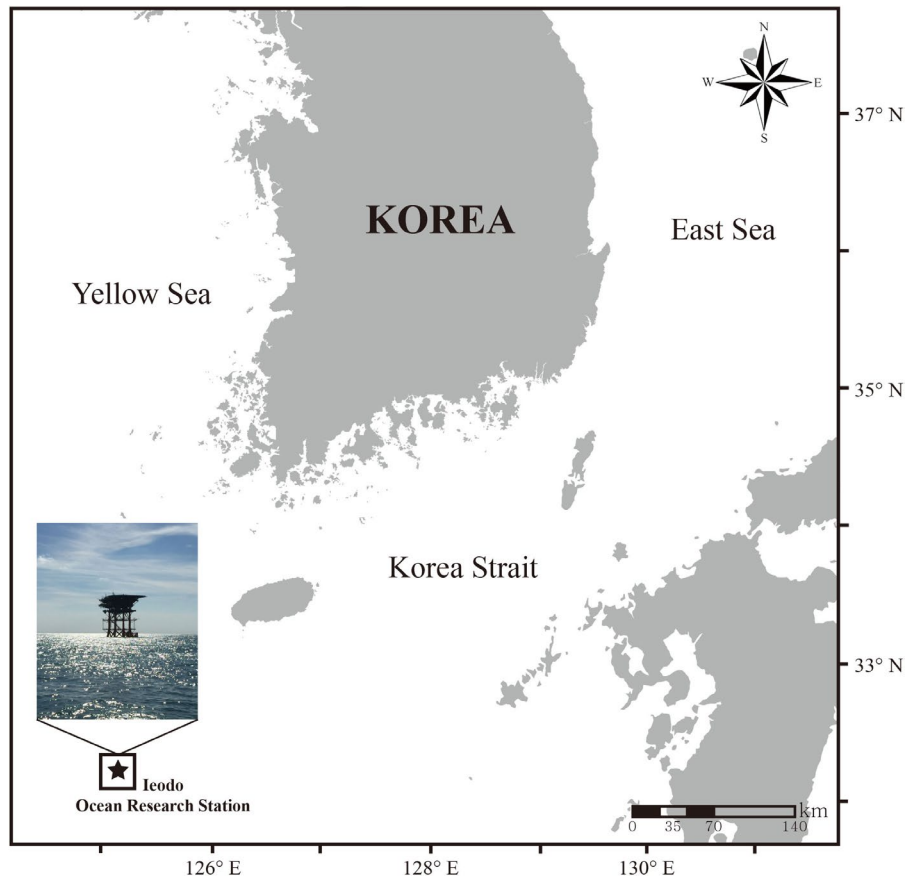 N
W E
S
37° N
KOREA
East Sea
Yellow Sea
35° N
Korea Strait
33° N
Ieodo
Ocean Research Station
km
0 35 70 140
126° E 128° E 130° E